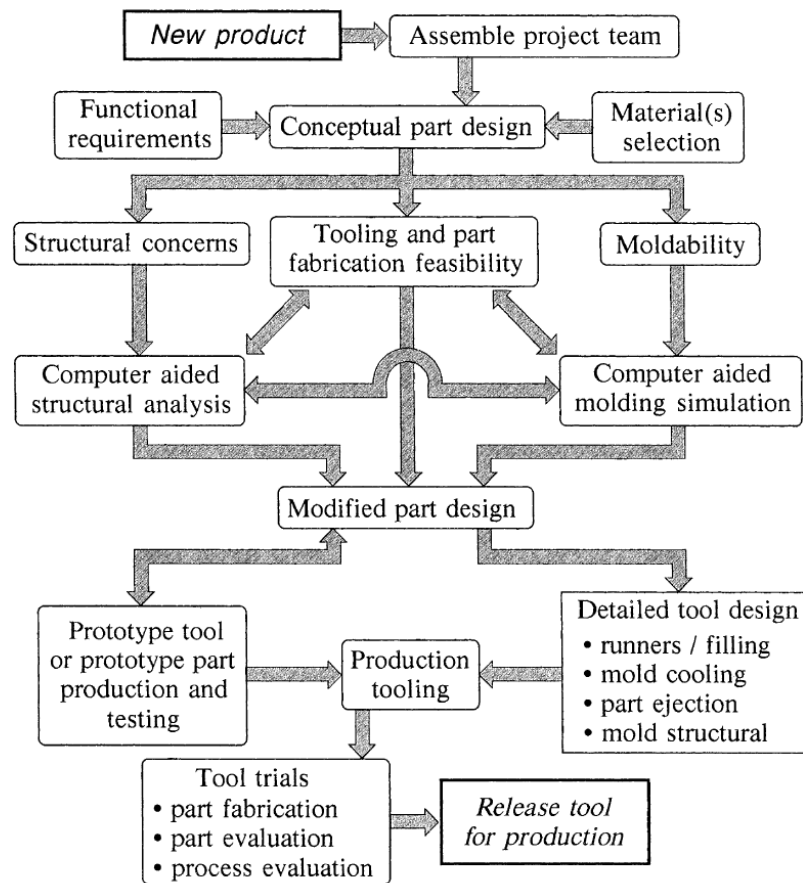 New product
Assemble project team
Functional
requirements
Conceptual part design
Material(s)
selection
Structural concerns
Tooling and part
fabrication feasibility
Moldability
Computer aided
structural analysis
Computer aided
molding simulation
Modified part design
Prototype tool
or prototype part
production and
testing
Production
tooling
Detailed tool design
• runners / filling
• mold cooling
• part ejection
• mold structural
Tool trials
• part fabrication
• part evaluation
• process evaluation
Release tool
for production